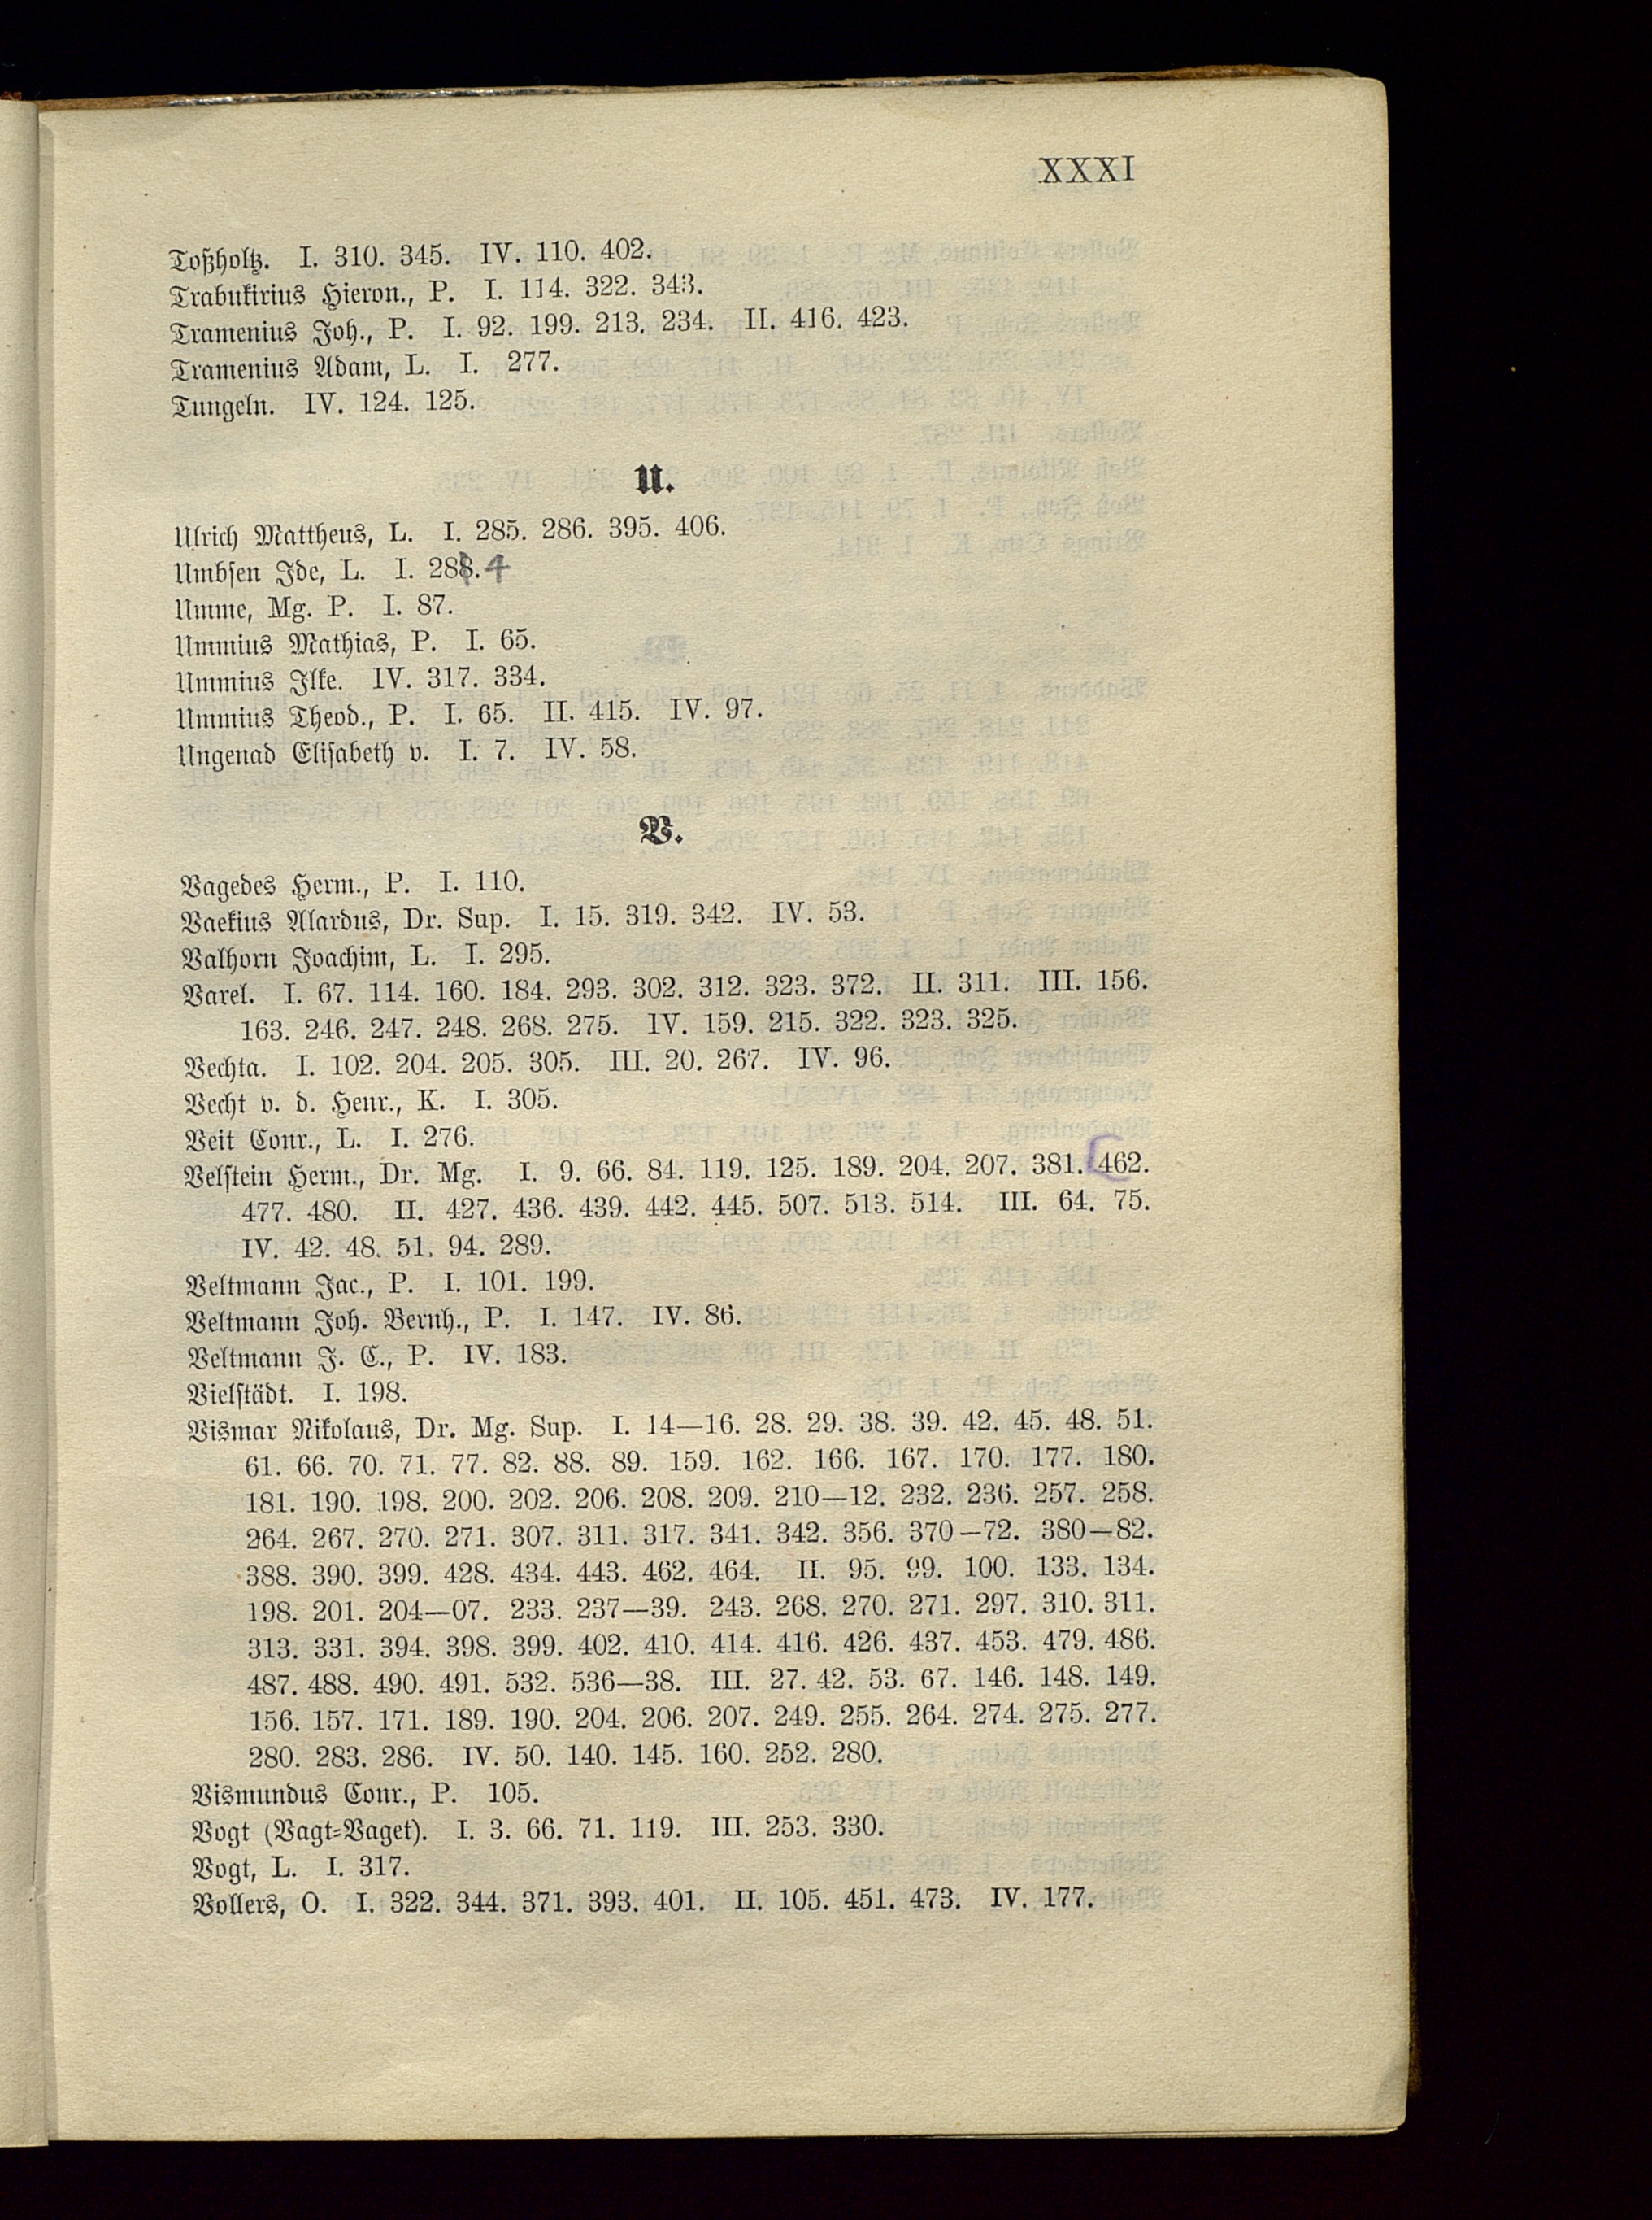 XXXI
Toßholtz. I. 310. 345. IV. 110. 402.
Trabukirius Hieron., P. I. 114. 322. 343.
Tramenius Joh., P. I. 92. 199. 213. 234. II. 416. 423.
Tramenius Adam, L. I. 277.
Tungeln. IV. 124. 125.
U.
Ulrich Mattheus, L. I. 285. 286. 395. 406.
Umbsen Ide, L. I. 288. 4
Umme, Mg. P. I. 87.
Ummius Mathias, P. I. 65.
Ummius Ilke. IV. 317. 334.
Ummius Theod., P. I. 65. II. 415. IV. 97.
Ungenad Elisabeth v. I. 7. IV. 58.
V.
Vagedes Herm., P. I. 110.
Vaekius Alardus, Dr. Sup. I. 15. 319. 342. IV. 53.
Valhorn Joachim, L. I. 295.
Varel. I. 67. 114. 160. 184. 293. 302. 312. 323. 372. II. 311. III. 156.
163. 246. 247. 248. 268. 275. IV. 159. 215. 322. 323. 325.
Vechta. I. 102. 204. 205. 305. III. 20. 267. IV. 96.
Vecht v. d. Henr., K. I. 305.
Veit Conr., L. I. 276.
Velstein Herm., Dr. Mg. I. 9. 66. 84. 119. 125. 189. 204. 207. 381. 462.
477. 480. II. 427. 436. 439. 442. 445. 507. 513. 514. III. 64. 75.
IV. 42. 48. 51. 94. 289.
Veltmann Jac., P. I. 101. 199.
Veltmann Joh. Bernh., P. I. 147. IV. 86.
Veltmann J. C., P. IV. 183.
Vielstädt. I. 198.
Vismar Nikolaus, Dr. Mg. Sup. I. 14—16. 28. 29. 38. 39. 42. 45. 48. 51.
61. 66. 70. 71. 77. 82. 88. 89. 159. 162. 166. 167. 170. 177. 180.
181. 190. 198. 200. 202. 206. 208. 209. 210—12. 232. 236. 257. 258.
264. 267. 270. 271. 307. 311. 317. 341. 342. 356. 370—72. 380—82.
388. 390. 399. 428. 434. 443. 462. 464. II. 95. 99. 100. 133. 134.
198. 201. 204—07. 233. 237—39. 243. 268. 270. 271. 297. 310. 311.
313. 331. 394. 398. 399. 402. 410. 414. 416. 426. 437. 453. 479. 486.
487. 488. 490. 491. 532. 536—38. III. 27. 42. 53. 67. 146. 148. 149.
156. 157. 171. 189. 190. 204. 206. 207. 249. 255. 264. 274. 275. 277.
280. 283. 286. IV. 50. 140. 145. 160. 252. 280.
Vismundus Conr., P. 105.
Vogt (Vagt=Vaget). I. 3. 66. 71. 119. III. 253. 330.
Vogt, L. I. 317.
Vollers, O. I. 322. 344. 371. 393. 401. II. 105. 451. 473. IV. 177.